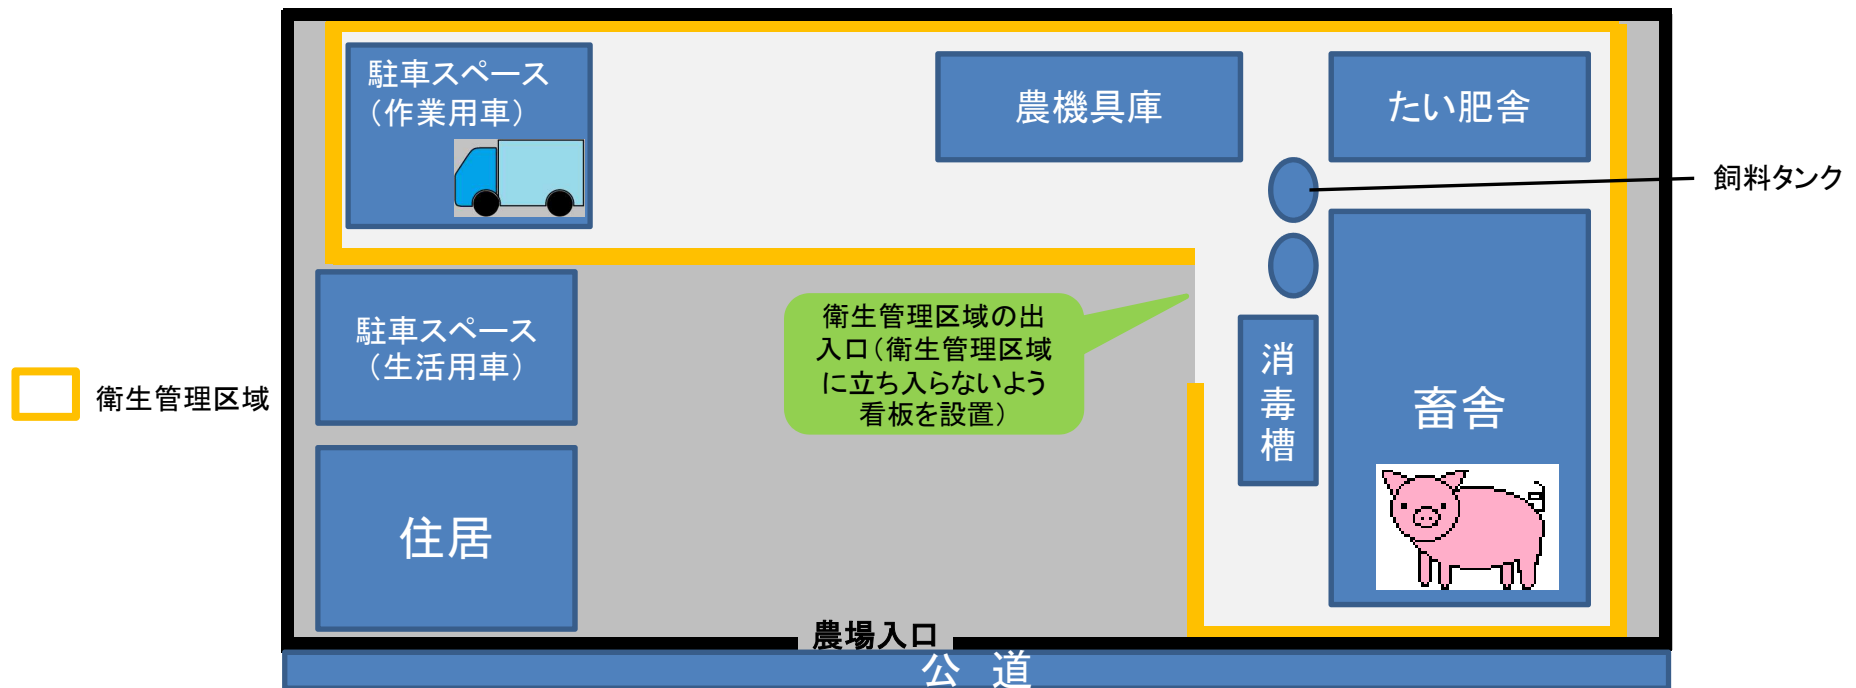 駐車スペース
（作業用車）
農機具庫
たい肥舎
飼料タンク
駐車スペース
（生活用車）
衛生管理区域の出
入口（衛生管理区域
に立ち入らないよう
看板を設置）
消
毒
槽
畜舎
衛生管理区域
住居
農場入口
公　道